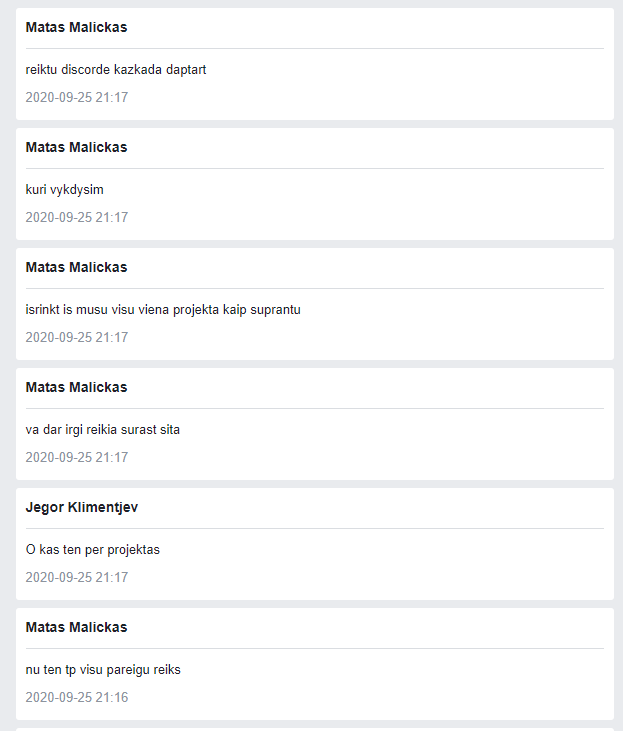 Matas Malickas
reiktu discorde kazkada daptart
2020-09-25 21:17
Matas Malickas
kuri vykdysim
2020-09-25 21:17
Matas Malickas
isrinkt is musu visu viena projekta kaip suprantu
2020-09-25 21:17
Matas Malickas
va dar irgi reikia surast sita
2020-09-25 21:17
Jegor Klimentjev
O kas ten per projektas
2020-09-25 21:17
Matas Malickas
nu ten tp visu pareigu reiks
2020-09-25 21:16